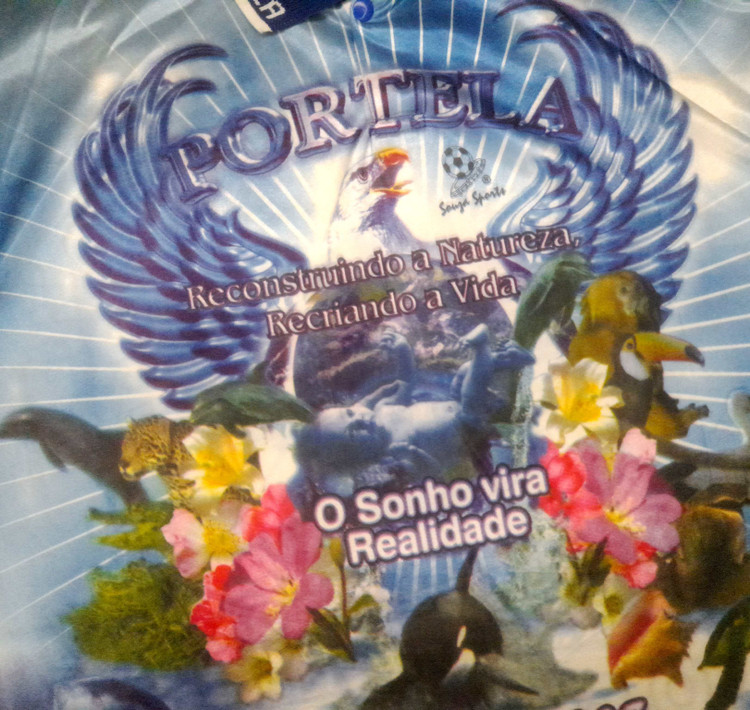 PORTELA
Souza Sports
Reconstruindo a Natureza,
Recriando a Vida
O Sonho vira
Realidade